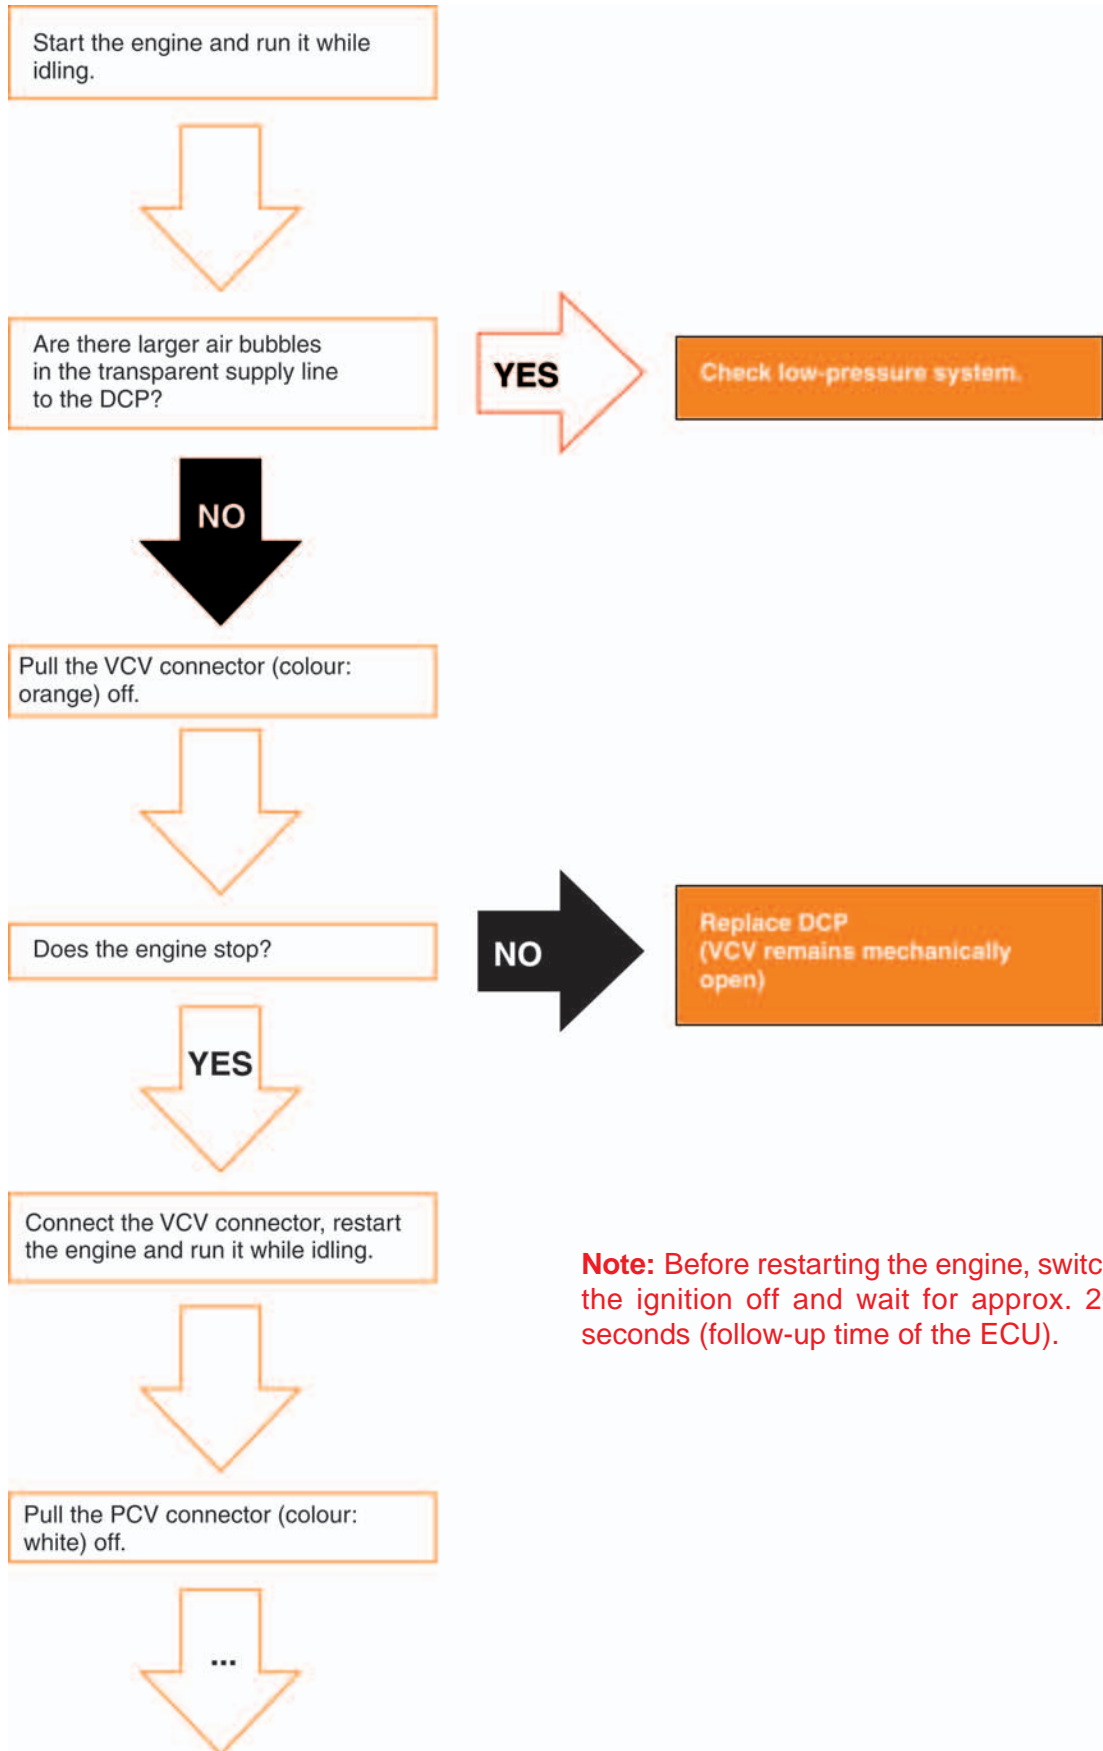 Start the engine and run it while
idling.
Are there larger air bubbles
in the transparent supply line
to the DCP?
YES
Check low-pressure system.
NO
Pull the VCV connector (colour:
orange) off.
Does the engine stop?
NO
Replace DCP
(VCV remains mechanically
open)
YES
Connect the VCV connector, restart
the engine and run it while idling.
Note: Before restarting the engine, switc
the ignition off and wait for approx. 2
seconds (follow-up time of the ECU).
Pull the PCV connector (colour:
white) off.
...